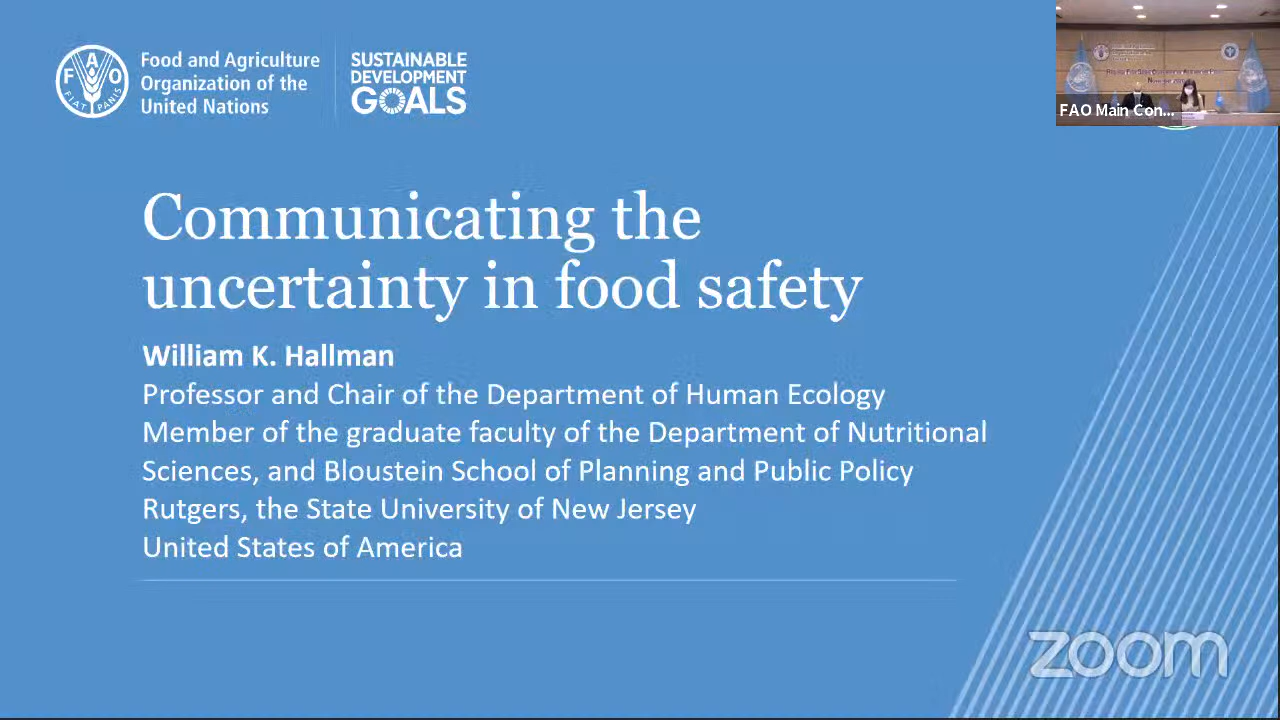 Food and Agriculture
Organization of the
United Nations
F A O
FIAT PANIS
SUSTAINABLE
DEVELOPMENT
GOALS
FAO Main Con...
Communicating the
uncertainty in food safety
William K. Hallman
Professor and Chair of the Department of Human Ecology
Member of the graduate faculty of the Department of Nutritional
Sciences, and Bloustein School of Planning and Public Policy
Rutgers, the State University of New Jersey
United States of America
zoom